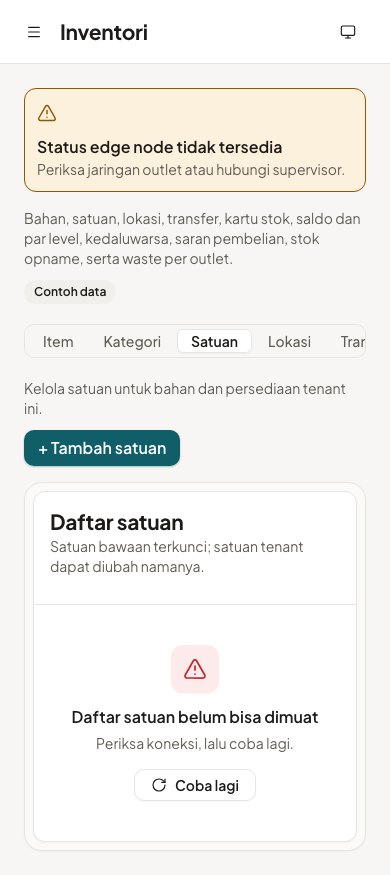 Inventori
Status edge node tidak tersedia
Periksa jaringan outlet atau hubungi supervisor.
Bahan, satuan, lokasi, transfer, kartu stok, saldo dan
par level, kedaluwarsa, saran pembelian, stok
opname, serta waste per outlet.
Contoh data
Item Kategori Satuan Lokasi Tran
Kelola satuan untuk bahan dan persediaan tenant
ini.
+ Tambah satuan
Daftar satuan
Satuan bawaan terkunci; satuan tenant
dapat diubah namanya.
Daftar satuan belum bisa dimuat
Periksa koneksi, lalu coba lagi.
Coba lagi